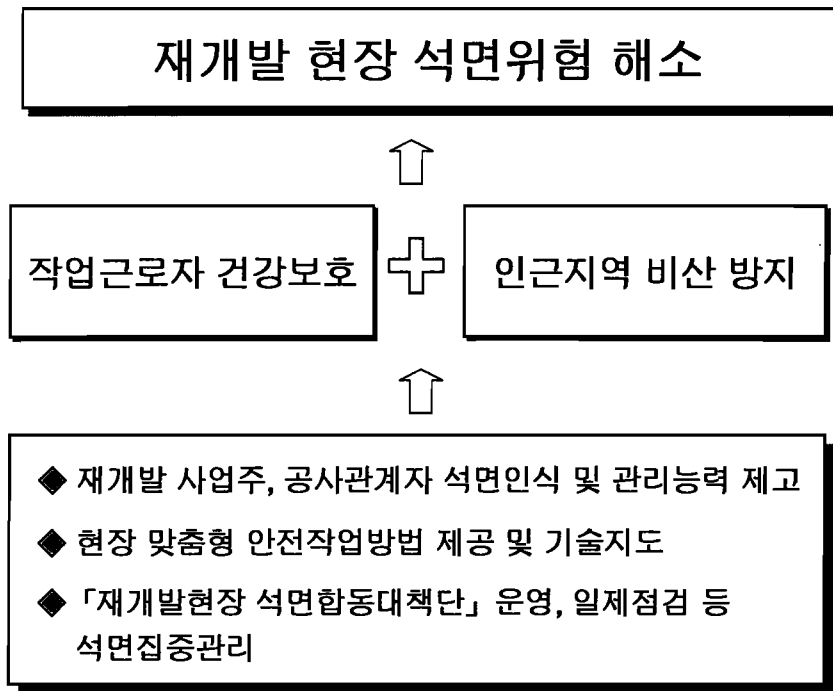 재개발 현장 석면위험 해소
작업근로자 건강보호
인근지역 비산 방지
◆ 재개발 사업주, 공사관계자 석면인식 및 관리능력 제고
◆ 현장 맞춤형 안전작업방법 제공 및 기술지도
◆ 「재개발현장 석면합동대책단」 운영, 일제점검 등
석면집중관리